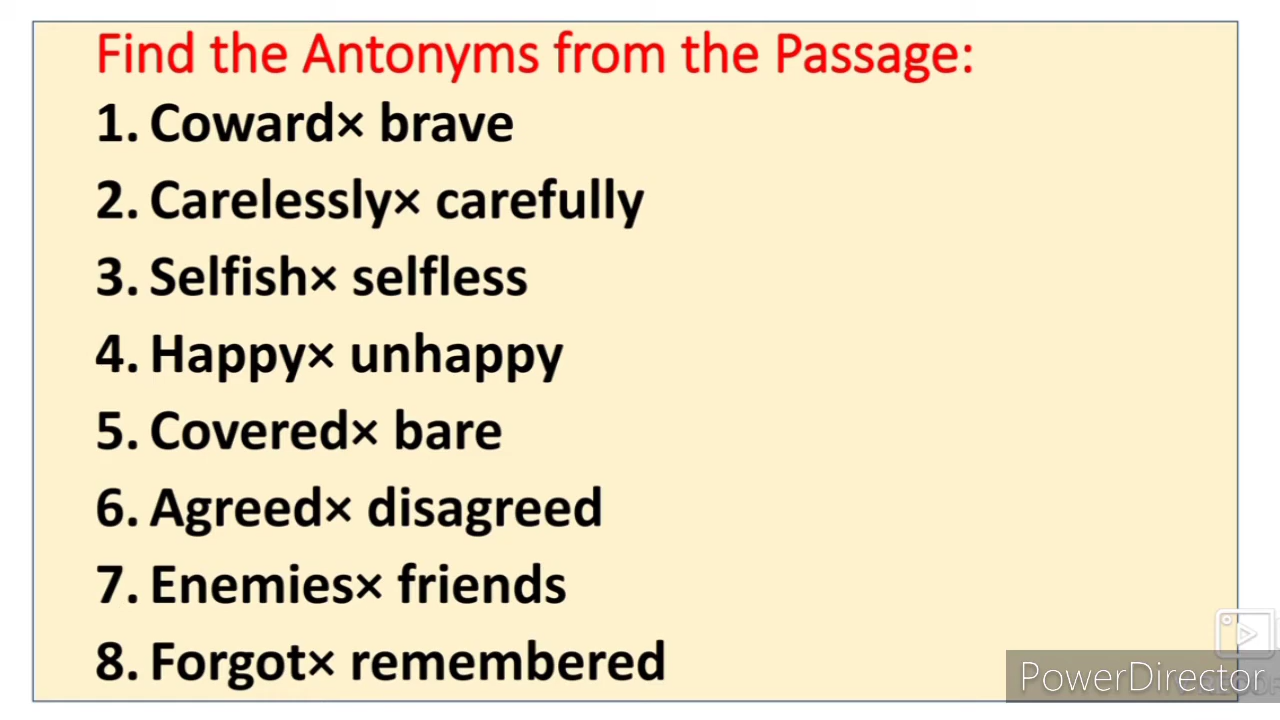 Find the Antonyms from the Passage:
1. Coward× brave
2. Carelessly× carefully
3. Selfish× selfless
4. Happy× unhappy
5. Covered× bare
6. Agreed× disagreed
7. Enemies× friends
8. Forgot× remembered
PowerDirector